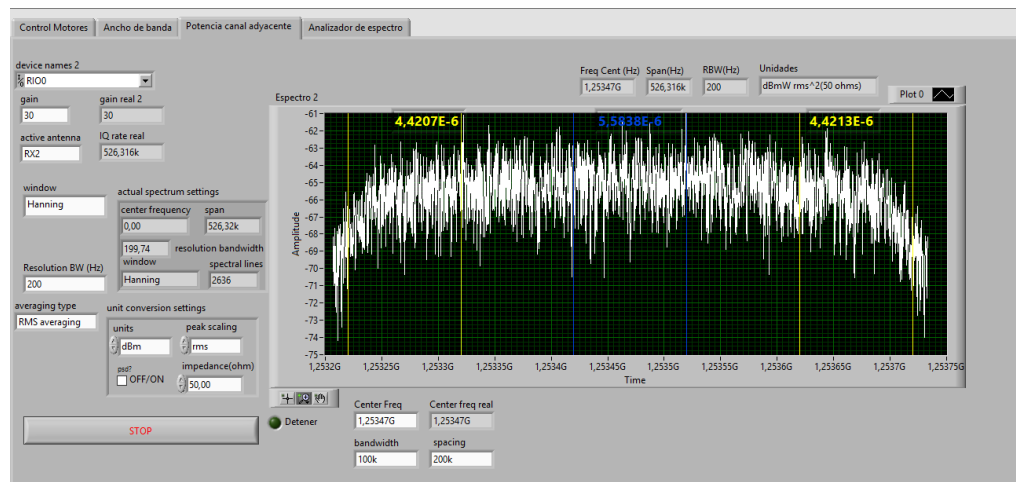 Control Motores
Ancho de banda
Potencia canal adyacente
Analizador de espectro
device names 2
RIO0
gain
gain real 2
30
30
active antenna
IQ rate real
RX2
526,316k
window
Hanning
actual spectrum settings
center frequency
span
0,00
526,32k
199,74
resolution bandwidth
window
spectral lines
Hanning
2636
Resolution BW (Hz)
200
averaging type
RMS averaging
unit conversion settings
units
peak scaling
dBm
rms
psd?
OFF/ON
impedance(ohm)
50,00
STOP
Freq Cent (Hz)
Span(Hz)
RBW(Hz)
Unidades
1,25347G
526,316k
200
dBmW rms^2(50 ohms)
Plot 0
Espectro 2
4,4207E-6
5,5838E-6
4,4213E-6
Amplitude
-61
-62
-63
-64
-65
-66
-67
-68
-69
-70
-71
-72
-73
-74
-75
1,2532G
1,25325G
1,2533G
1,25335G
1,2534G
1,25345G
1,2535G
1,25355G
1,2536G
1,25365G
1,2537G
1,25375G
Time
Detener
Center Freq
Center freq real
1,25347G
1,25347G
bandwidth
spacing
100k
200k